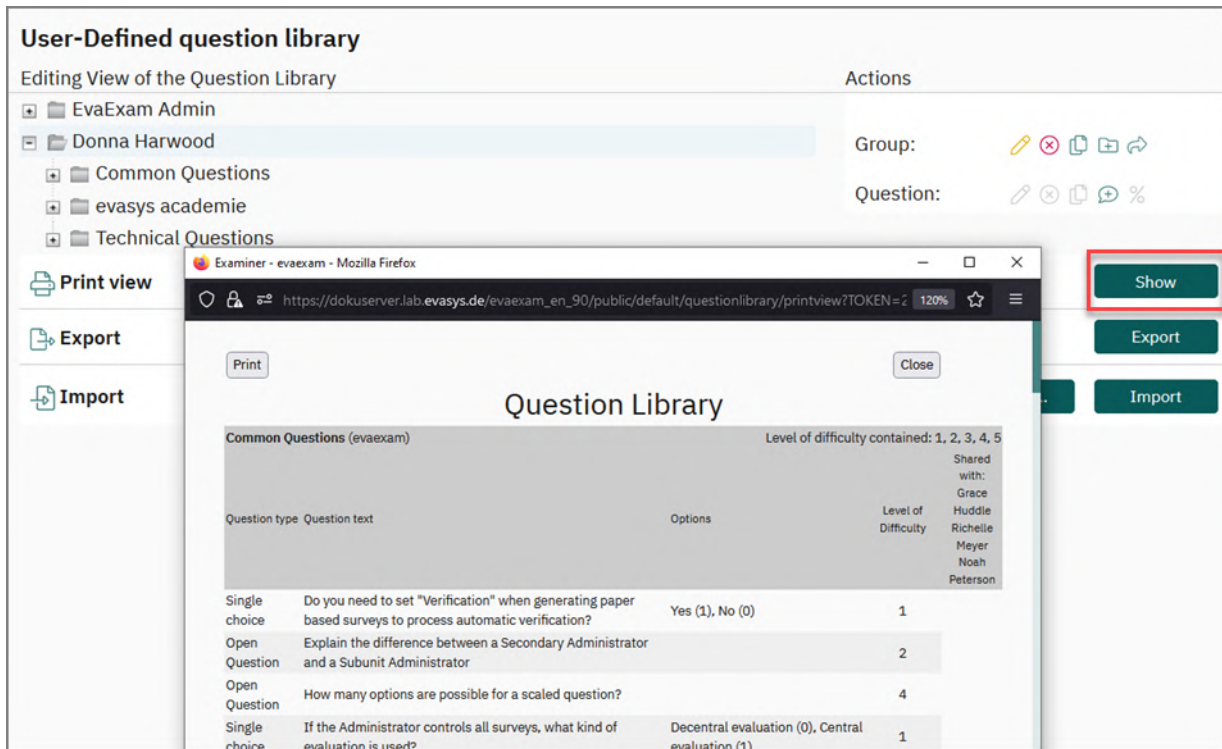 User-Defined question library
Editing View of the Question Library
Actions
EvaExam Admin
Donna Harwood
Group:
Common Questions
Question:
evasys academie
Technical Questions
Examiner - evaexam - Mozilla Firefox
Print view
Show
https://dokuserver.lab.evasys.de/evaexam_en_90/public/default/questionlibrary/printview?TOKEN=2
120%
Export
Export
Print
Close
Import
..
Import
Question Library
Common Questions (evaexam)
Level of difficulty contained: 1, 2, 3, 4, 5
Shared
with:
Grace
Huddle
Richelle
Meyer
Noah
Peterson
Question type Question text
Options
Level of
Difficulty
Single
choice
Do you need to set "Verification" when generating paper
based surveys to process automatic verification?
Yes (1), No (0)
1
Open
Question
Explain the difference between a Secondary Administrator
and a Subunit Administrator
2
Open
Question
How many options are possible for a scaled question?
4
Single
choice
If the Administrator controls all surveys, what kind of
evaluation is used?
Decentral evaluation (0), Central
evaluation (1)
1